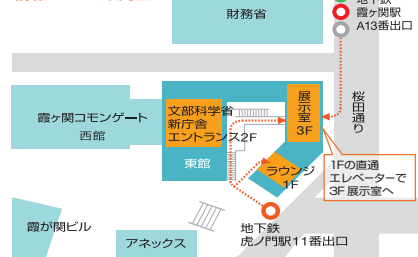 財務省
地下鉄
霞ヶ関駅
A13番出口
桜田通り
霞ヶ関コモンゲート
西館
文部科学省
新庁舎
エントランス2F
東館
展示室
3F
ラウンジ
1F
1Fの直通
エレベーターで
3F展示室へ
霞が関ビル
アネックス
地下鉄
虎ノ門駅11番出口